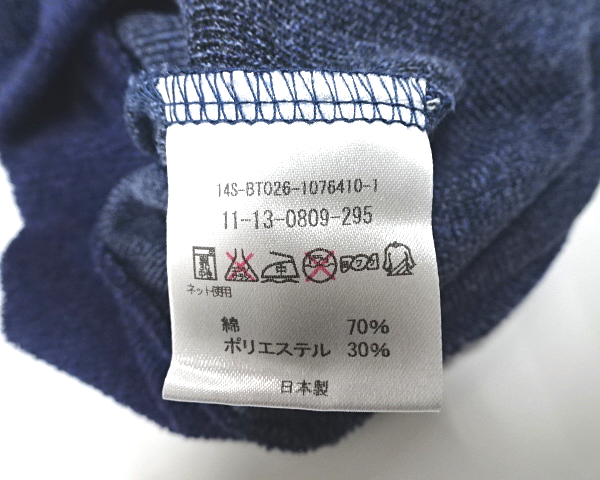 14S-BT026-1076410-1
11-13-0809-295
ネット使用
綿 70%
ポリエステル 30%
日本製